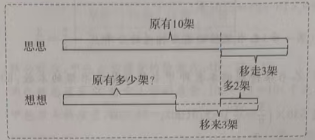 原有10架
思思
移走3架
原有多少架？
多2架
想想
移来3架